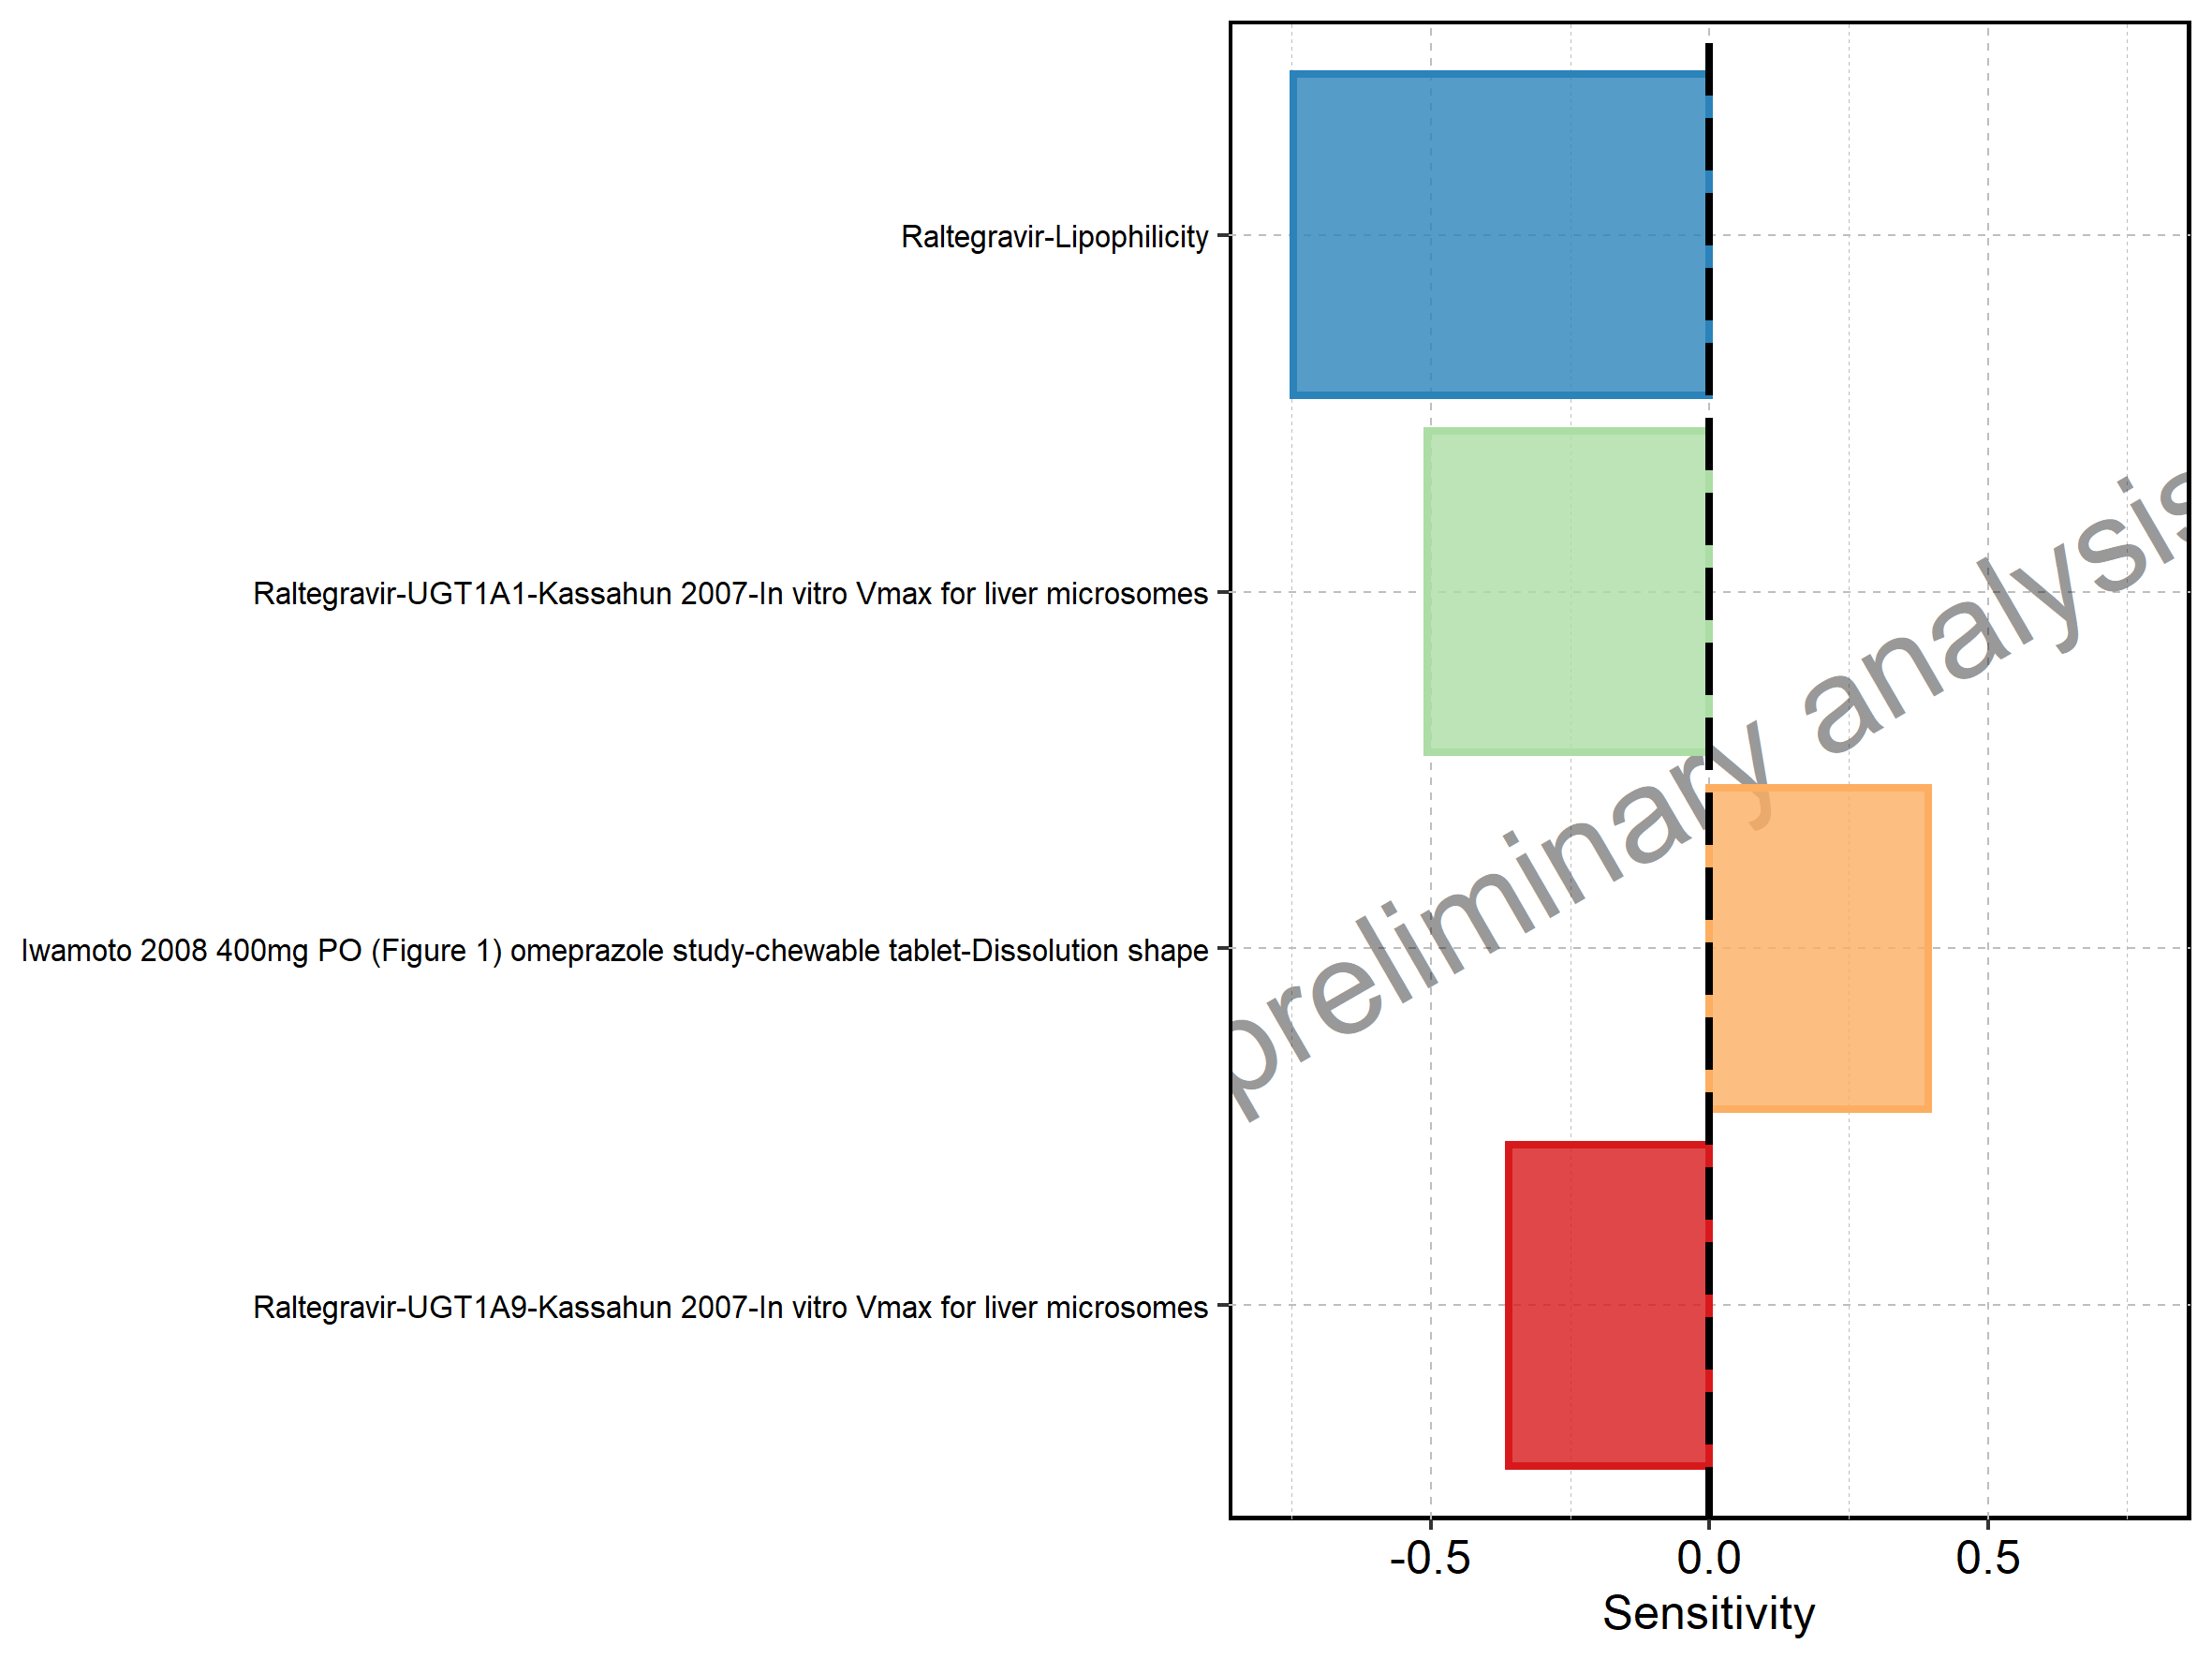 Raltegravir-Lipophilicity
Raltegravir-UGT1A1-Kassahun 2007-In vitro Vmax for liver microsomes
Iwamoto 2008 400mg PO (Figure 1) omeprazole study-chewable tablet-Dissolution shape
Raltegravir-UGT1A9-Kassahun 2007-In vitro Vmax for liver microsomes
preliminary analysis
-0.5 0.0 0.5
Sensitivity